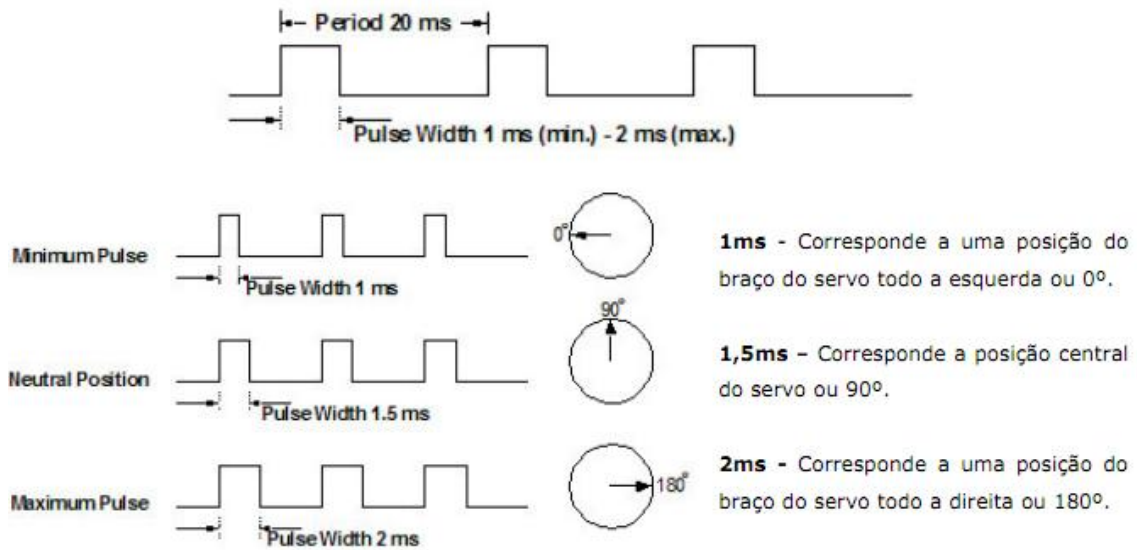 Period 20 ms
Pulse Width 1 ms (min.) - 2 ms (max.)
Minimum Pulse
Pulse Width 1 ms
0º
1ms - Corresponde a uma posição do
braço do servo todo a esquerda ou 0º.
Neutral Position
Pulse Width 1.5 ms
90º
1,5ms – Corresponde a posição central
do servo ou 90º.
Maximum Pulse
Pulse Width 2 ms
180º
2ms - Corresponde a uma posição do
braço do servo todo a direita ou 180º.